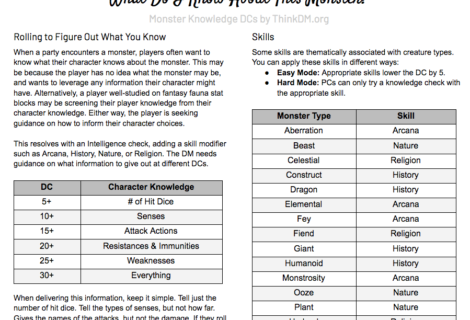 What Do I Know About This Monster?
Monster Knowledge DCs by ThinkDM.org
Rolling to Figure Out What You Know
When a party encounters a monster, players often want to
know what their character knows about the monster. This may
be because the player has no idea what the monster may be,
and wants to leverage any information their character might
have. Alternatively, a player well-studied on fantasy fauna stat
blocks may be screening their player knowledge from their
character knowledge. Either way, the player is seeking
guidance on how to inform their character choices.
This resolves with an Intelligence check, adding a skill modifier
such as Arcana, History, Nature, or Religion. The DM needs
guidance on what information to give out at different DCs.
DC Character Knowledge
5+ # of Hit Dice
10+ Senses
15+ Attack Actions
20+ Resistances & Immunities
25+ Weaknesses
30+ Everything
When delivering this information, keep it simple. Tell just the
number of hit dice. Tell the types of senses, but not how far.
Gives the names of the attacks, but not the damage. If they roll
Skills
Some skills are thematically associated with creature types.
You can apply these skills in different ways:
● Easy Mode: Appropriate skills lower the DC by 5.
● Hard Mode: PCs can only try a knowledge check with
the appropriate skill.
Monster Type Skill
Aberration Arcana
Beast Nature
Celestial Religion
Construct History
Dragon History
Elemental Arcana
Fey Arcana
Fiend Religion
Giant History
Humanoid History
Monstrosity Arcana
Ooze Nature
Plant Nature
Undead Religion